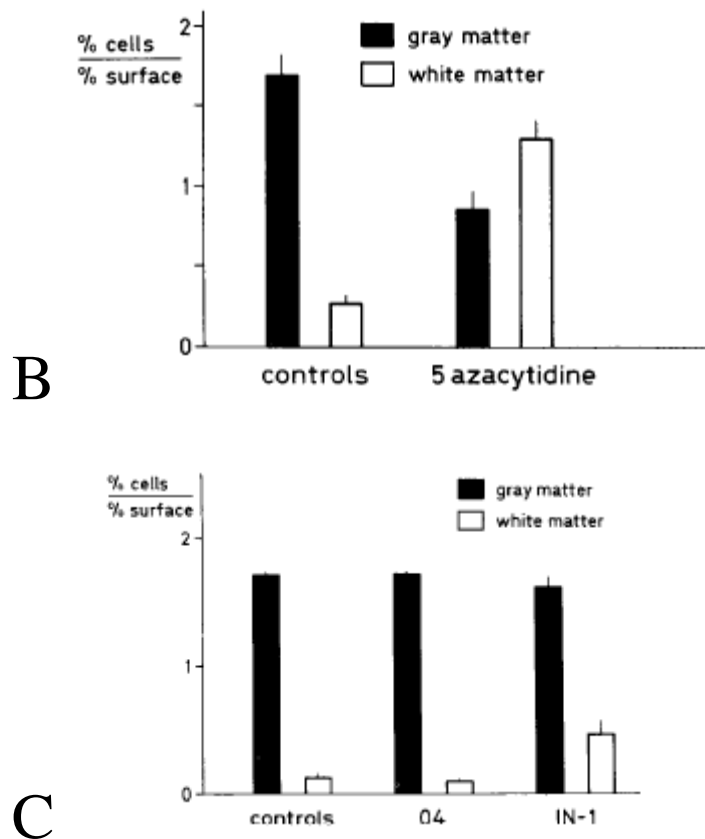 2
% cells
% surface
gray matter
white matter
1
0
controls 5 azacytidine
B
% cells
% surface
gray matter
white matter
2
1
0
controls 04 IN-1
C